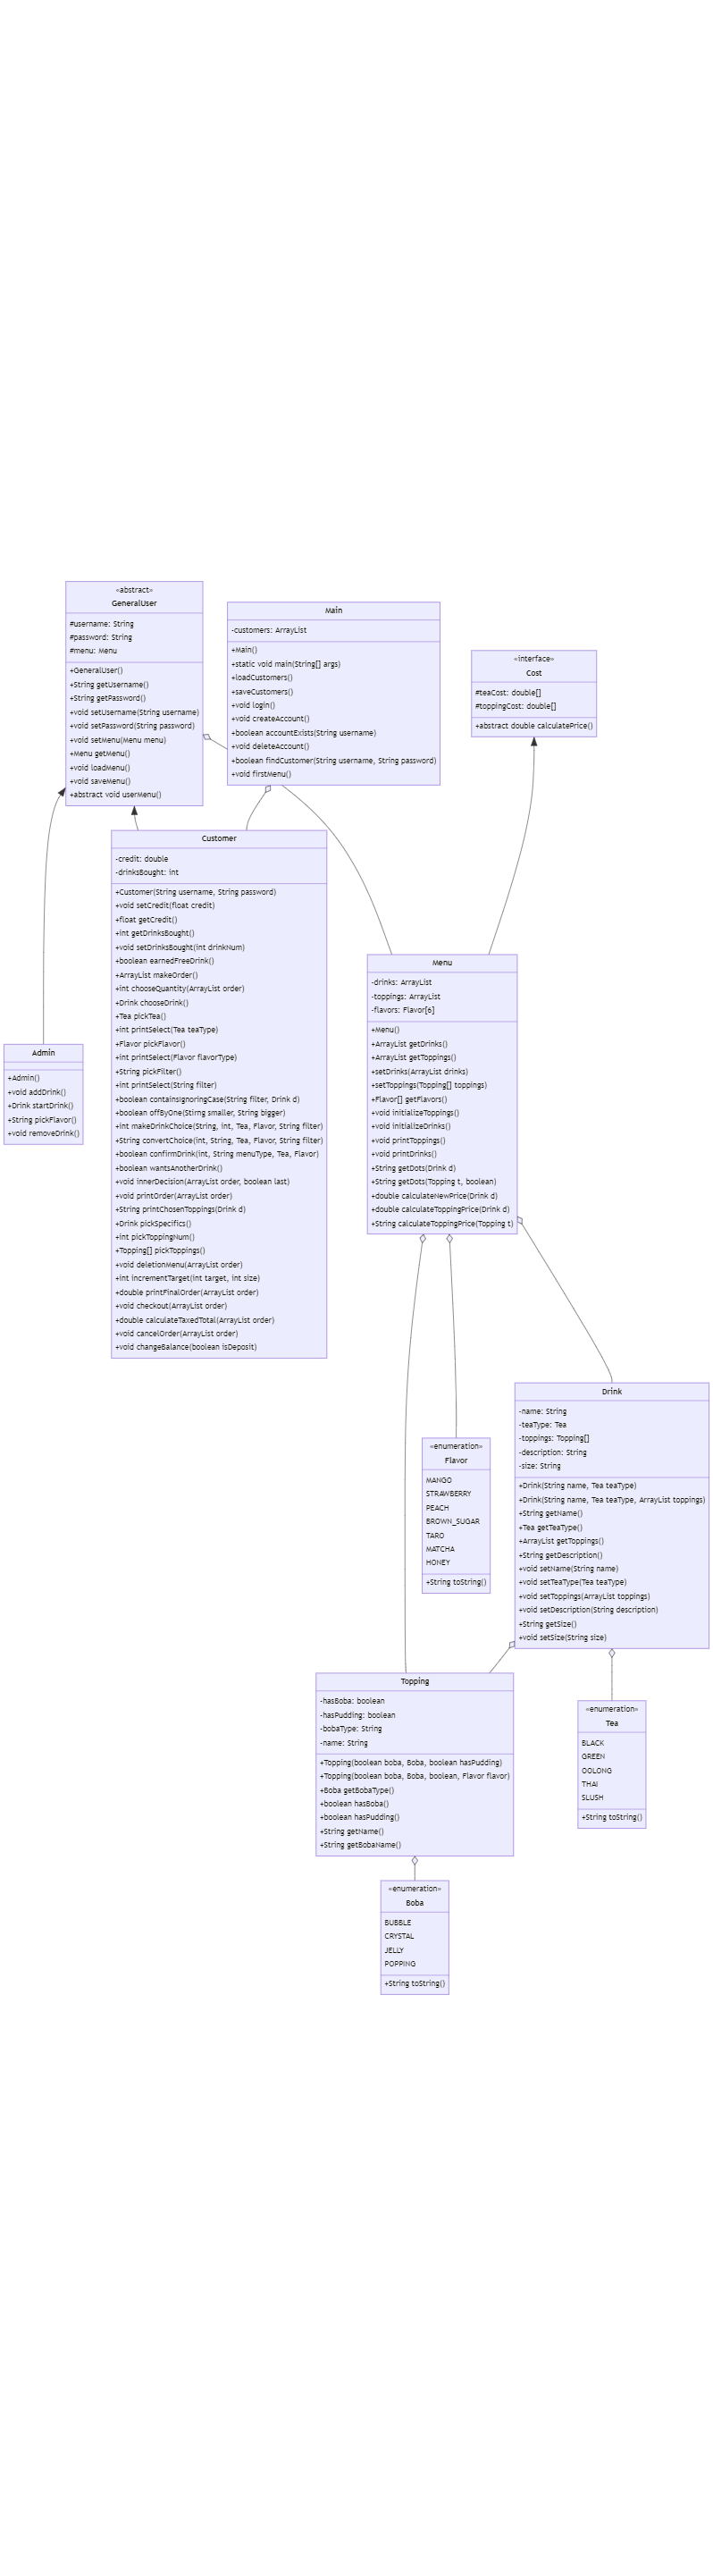 «abstract»
GeneralUser
#username: String
#password: String
#menu: Menu
+GeneralUser()
+String getUsername()
+String getPassword()
+void setUsername(String username)
+void setPassword(String password)
+void setMenu(Menu menu)
+Menu getMenu()
+void loadMenu()
+void saveMenu()
+abstract void userMenu()
Main
-customers: ArrayList
+Main()
+static void main(String[] args)
+loadCustomers()
+saveCustomers()
+void login()
+void createAccount()
+boolean accountExists(String username)
+void deleteAccount()
+boolean findCustomer(String username, String password)
+void firstMenu()
«interface»
Cost
#teaCost: double[]
#toppingCost: double[]
+abstract double calculatePrice()
Customer
-credit: double
-drinksBought: int
+Customer(String username, String password)
+void setCredit(float credit)
+float getCredit()
+int getDrinksBought()
+void setDrinksBought(int drinkNum)
+boolean earnedFreeDrink()
+ArrayList makeOrder()
+int chooseQuantity(ArrayList order)
+Drink chooseDrink()
+Tea pickTea()
+int printSelect(Tea teaType)
+Flavor pickFlavor()
+int printSelect(Flavor flavorType)
+String pickFilter()
+int printSelect(String filter)
+boolean containsIgnoringCase(String filter, Drink d)
+boolean offByOne(Stirng smaller, String bigger)
+int makeDrinkChoice(String, int, Tea, Flavor, String filter)
+String convertChoice(int, String, Tea, Flavor, String filter)
+boolean confirmDrink(int, String menuType, Tea, Flavor)
+boolean wantsAnotherDrink()
+void innerDecision(ArrayList order, boolean last)
+void printOrder(ArrayList order)
+String printChosenToppings(Drink d)
+Drink pickSpecifics()
+int pickToppingNum()
+Topping[] pickToppings()
+void deletionMenu(ArrayList order)
+int incrementTarget(int target, int size)
+double printFinalOrder(ArrayList order)
+void checkout(ArrayList order)
+double calculateTaxedTotal(ArrayList order)
+void cancelOrder(ArrayList order)
+void changeBalance(boolean isDeposit)
Menu
-drinks: ArrayList
-toppings: ArrayList
-flavors: Flavor[6]
+Menu()
+ArrayList getDrinks()
+ArrayList getToppings()
+setDrinks(ArrayList drinks)
+setToppings(Topping[] toppings)
+Flavor[] getFlavors()
+void initializeToppings()
+void initializeDrinks()
+void printToppings()
+void printDrinks()
+String getDots(Drink d)
+String getDots(Topping t, boolean)
+double calculateNewPrice(Drink d)
+double calculateToppingPrice(Drink d)
+String calculateToppingPrice(Topping t)
Admin
+Admin()
+void addDrink()
+Drink startDrink()
+String pickFlavor()
+void removeDrink()
Drink
-name: String
-teaType: Tea
-toppings: Topping[]
-description: String
-size: String
+Drink(String name, Tea teaType)
+Drink(String name, Tea teaType, ArrayList toppings)
+String getName()
+Tea getTeaType()
+ArrayList getToppings()
+String getDescription()
+void setName(String name)
+void setTeaType(Tea teaType)
+void setToppings(ArrayList toppings)
+void setDescription(String description)
+String getSize()
+void setSize(String size)
«enumeration»
Flavor
MANGO
STRAWBERRY
PEACH
BROWN_SUGAR
TARO
MATCHA
HONEY
+String toString()
Topping
-hasBoba: boolean
-hasPudding: boolean
-bobaType: String
-name: String
+Topping(boolean boba, Boba, boolean hasPudding)
+Topping(boolean boba, Boba, boolean, Flavor flavor)
+Boba getBobaType()
+boolean hasBoba()
+boolean hasPudding()
+String getName()
+String getBobaName()
«enumeration»
Tea
BLACK
GREEN
OOLONG
THAI
SLUSH
+String toString()
«enumeration»
Boba
BUBBLE
CRYSTAL
JELLY
POPPING
+String toString()